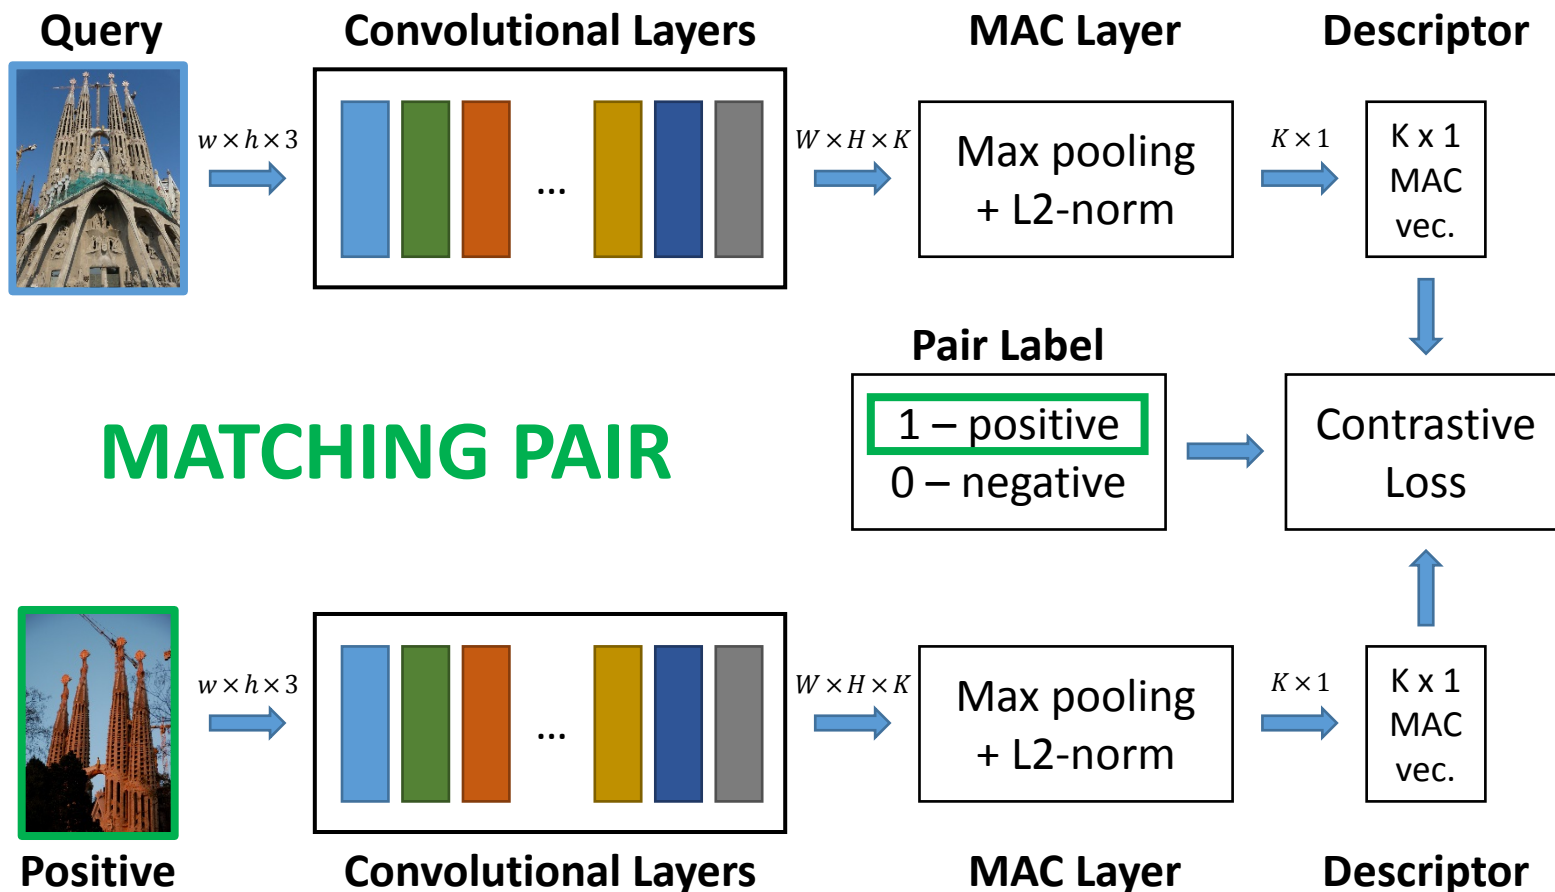 Query
Convolutional Layers
MAC Layer
Descriptor
w × h × 3
...
W × H × K
Max pooling
+ L2-norm
K × 1
K x 1
MAC
vec.
MATCHING PAIR
Pair Label
1 – positive
0 – negative
Contrastive
Loss
w × h × 3
...
W × H × K
Max pooling
+ L2-norm
K × 1
K x 1
MAC
vec.
Positive
Convolutional Layers
MAC Layer
Descriptor